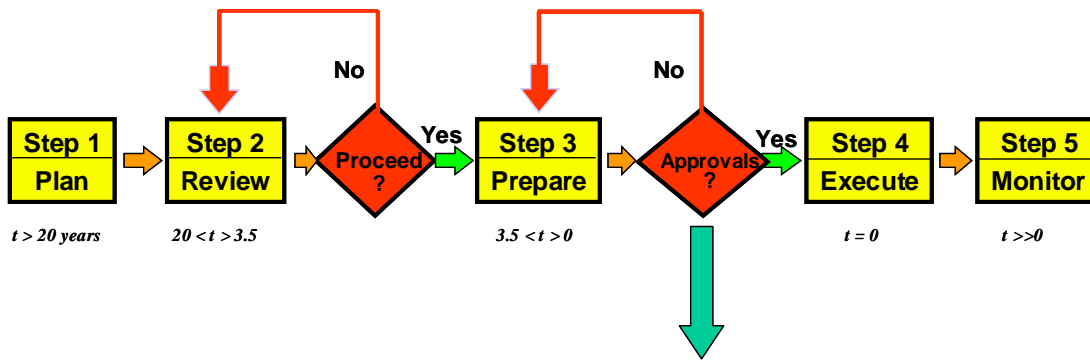 No
No
Step 1
Plan
Step 2
Review
Proceed
?
Yes
Step 3
Prepare
Approvals
?
Yes
Step 4
Execute
Step 5
Monitor
t > 20 years
20 < t > 3.5
3.5 < t > 0
t = 0
t >>0